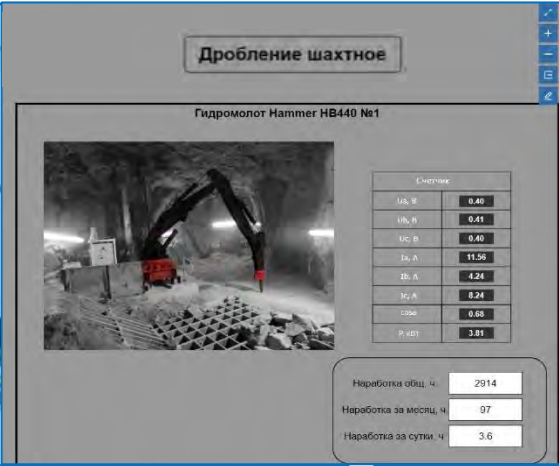 Дробление шахтное
Гидромолот Hammer HB440 №1
Счетчик
Ua, В 0.40
Ub, В 0.41
Uc, В 0.40
Ia, А 11.56
Ib, А 4.24
Ic, А 8.24
cosφ 0.68
P, кВт 3.81
Наработка общ, ч. 2914
Наработка за месяц, ч. 97
Наработка за сутки, ч 3.6